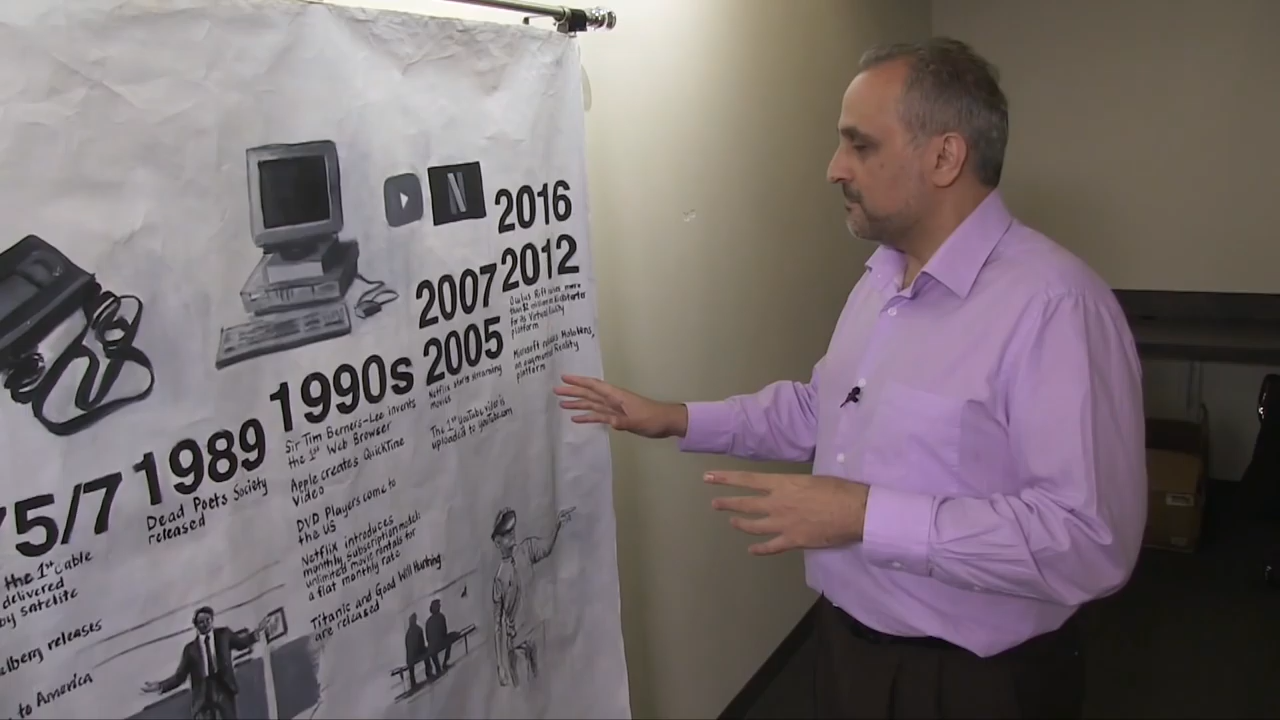 75/7
the 1st Cable
delivered
by satelite
elberg releases
to America
1989
Dead Poets Society
released
1990s
Sir Tim Berners-Lee invents
the 1st Web Browser
Apple creates QuickTime
Video
DVD Players come to
the US
Netflix introduces
monthly subscription model:
unlimited movie rentals for
a flat monthly rate
Titanic and Good Will Hunting
are released
2007
2005
Netflix starts streaming
movies
The 1st YouTube video is
uploaded to youtube.com
N
2016
2012
Oculus Rift raises more
than $2 million on Kickstarter
for its Virtual Reality
platform
Microsoft releases Hololens,
an augmented Reality
platform